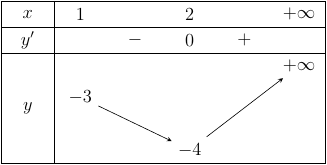 x 1 2 +∞
y′ − 0 +
+∞
y −3
−4